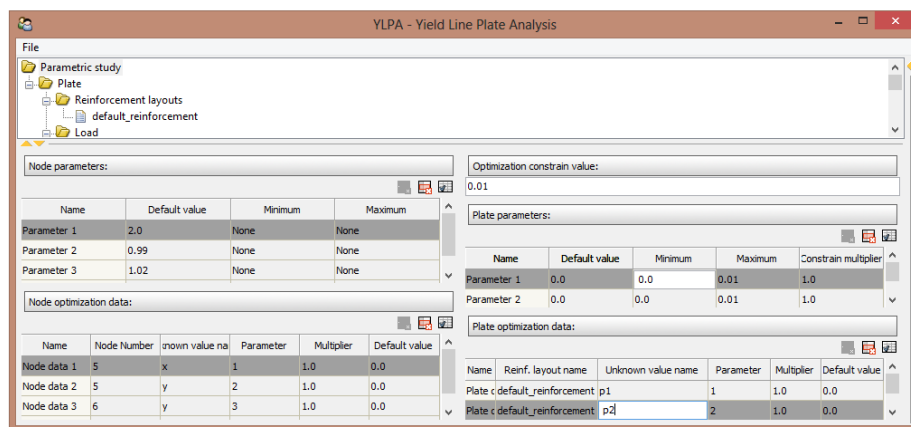 YLPA - Yield Line Plate Analysis
File
Parametric study
Plate
Reinforcement layouts
default_reinforcement
Load
Node parameters:
Name Default value Minimum Maximum
Parameter 1 2.0 None None
Parameter 2 0.99 None None
Parameter 3 1.02 None None
Node optimization data:
Name Node Number nown value na Parameter Multiplier Default value
Node data 1 5 x 1 1.0 0.0
Node data 2 5 y 2 1.0 0.0
Node data 3 6 y 3 1.0 0.0
Optimization constrain value:
0.01
Plate parameters:
Name Default value Minimum Maximum Constrain multiplier
Parameter 1 0.0 0.0 0.01 1.0
Parameter 2 0.0 0.0 0.01 1.0
Plate optimization data:
Name Reinf. layout name Unknown value name Parameter Multiplier Default value
Plate d default_reinforcement p1 1 1.0 0.0
Plate d default_reinforcement p2 2 1.0 0.0